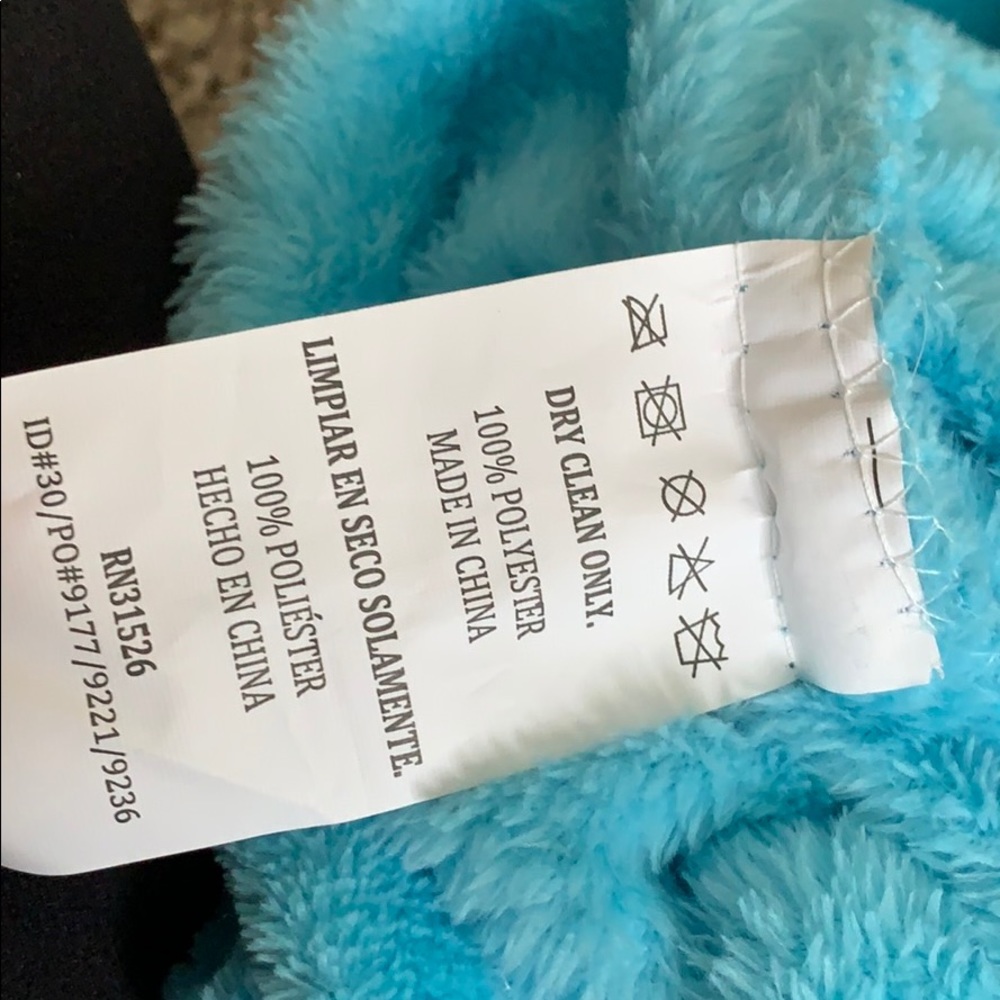 DRY CLEAN ONLY.
100% POLYESTER
MADE IN CHINA
LIMPIAR EN SECO SOLAMENTE.
100% POLIÉSTER
HECHO EN CHINA
RN31526
ID#30/PO#9177/9221/9236